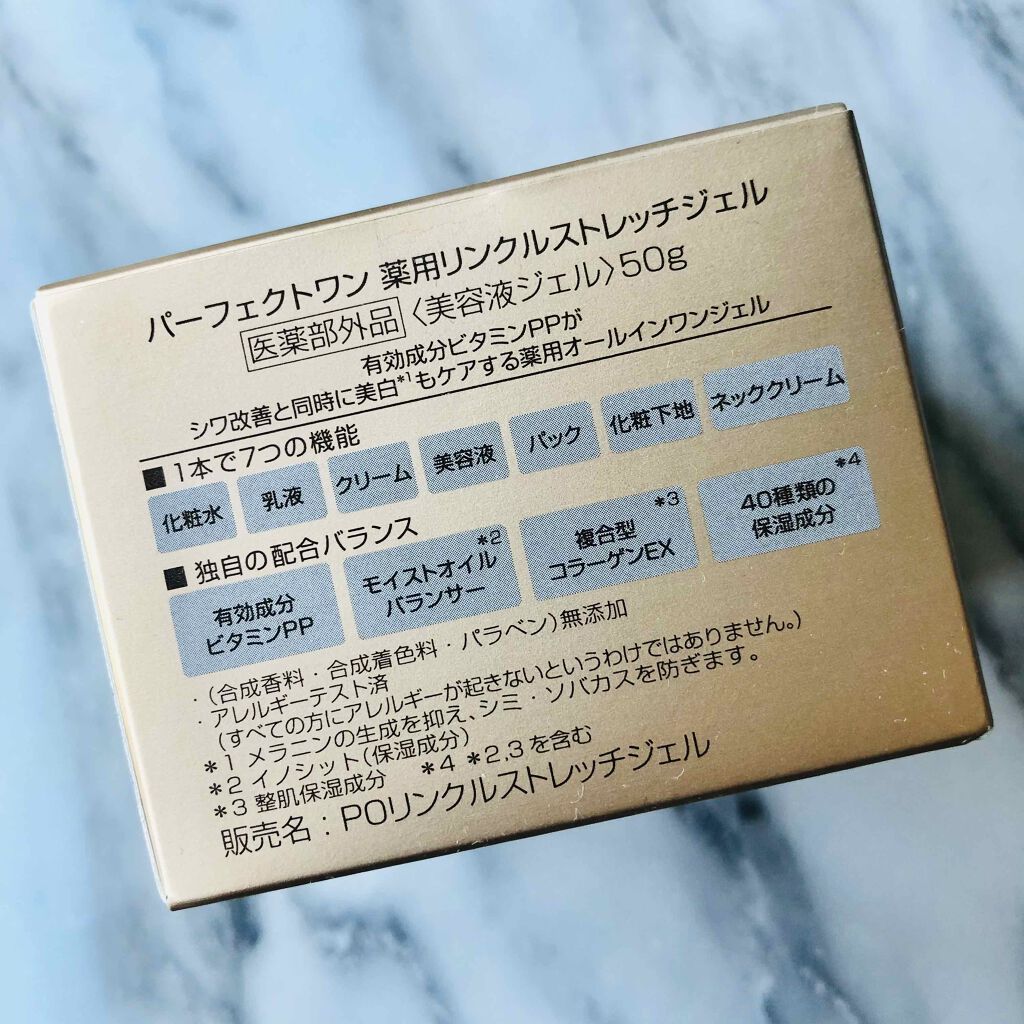 パーフェクトワン 薬用リンクルストレッチジェル
医薬部外品 〈美容液ジェル〉50g
有効成分ビタミンPPが
シワ改善と同時に美白*1もケアする薬用オールインワンジェル
■ 1本で7つの機能
化粧水 乳液 クリーム 美容液 パック 化粧下地 ネッククリーム
■ 独自の配合バランス
有効成分
ビタミンPP
*2
モイストオイル
バランサー
*3
複合型
コラーゲンEX
*4
40種類の
保湿成分
・(合成香料・合成着色料・パラベン)無添加
・アレルギーテスト済
(すべての方にアレルギーが起きないというわけではありません。)
*1 メラニンの生成を抑え、シミ・ソバカスを防ぎます。
*2 イノシット(保湿成分)
*3 整肌保湿成分 *4 *2,3を含む
販売名：POリンクルストレッチジェル